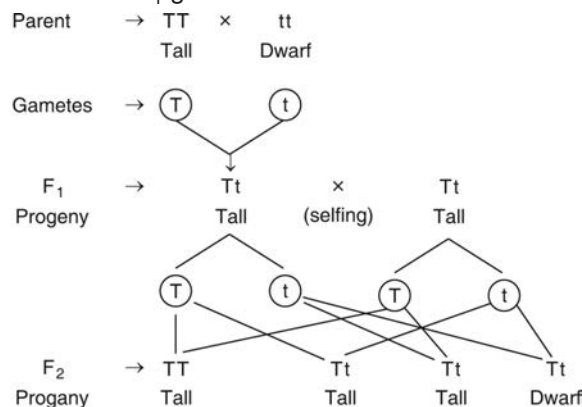 Parent → TT × tt
Tall Dwarf
Gametes → T t
F₁ → Tt × Tt
Progeny Tall (selfing) Tall
T t T t
F₂ → TT Tt Tt Tt
Progany Tall Tall Tall Dwarf